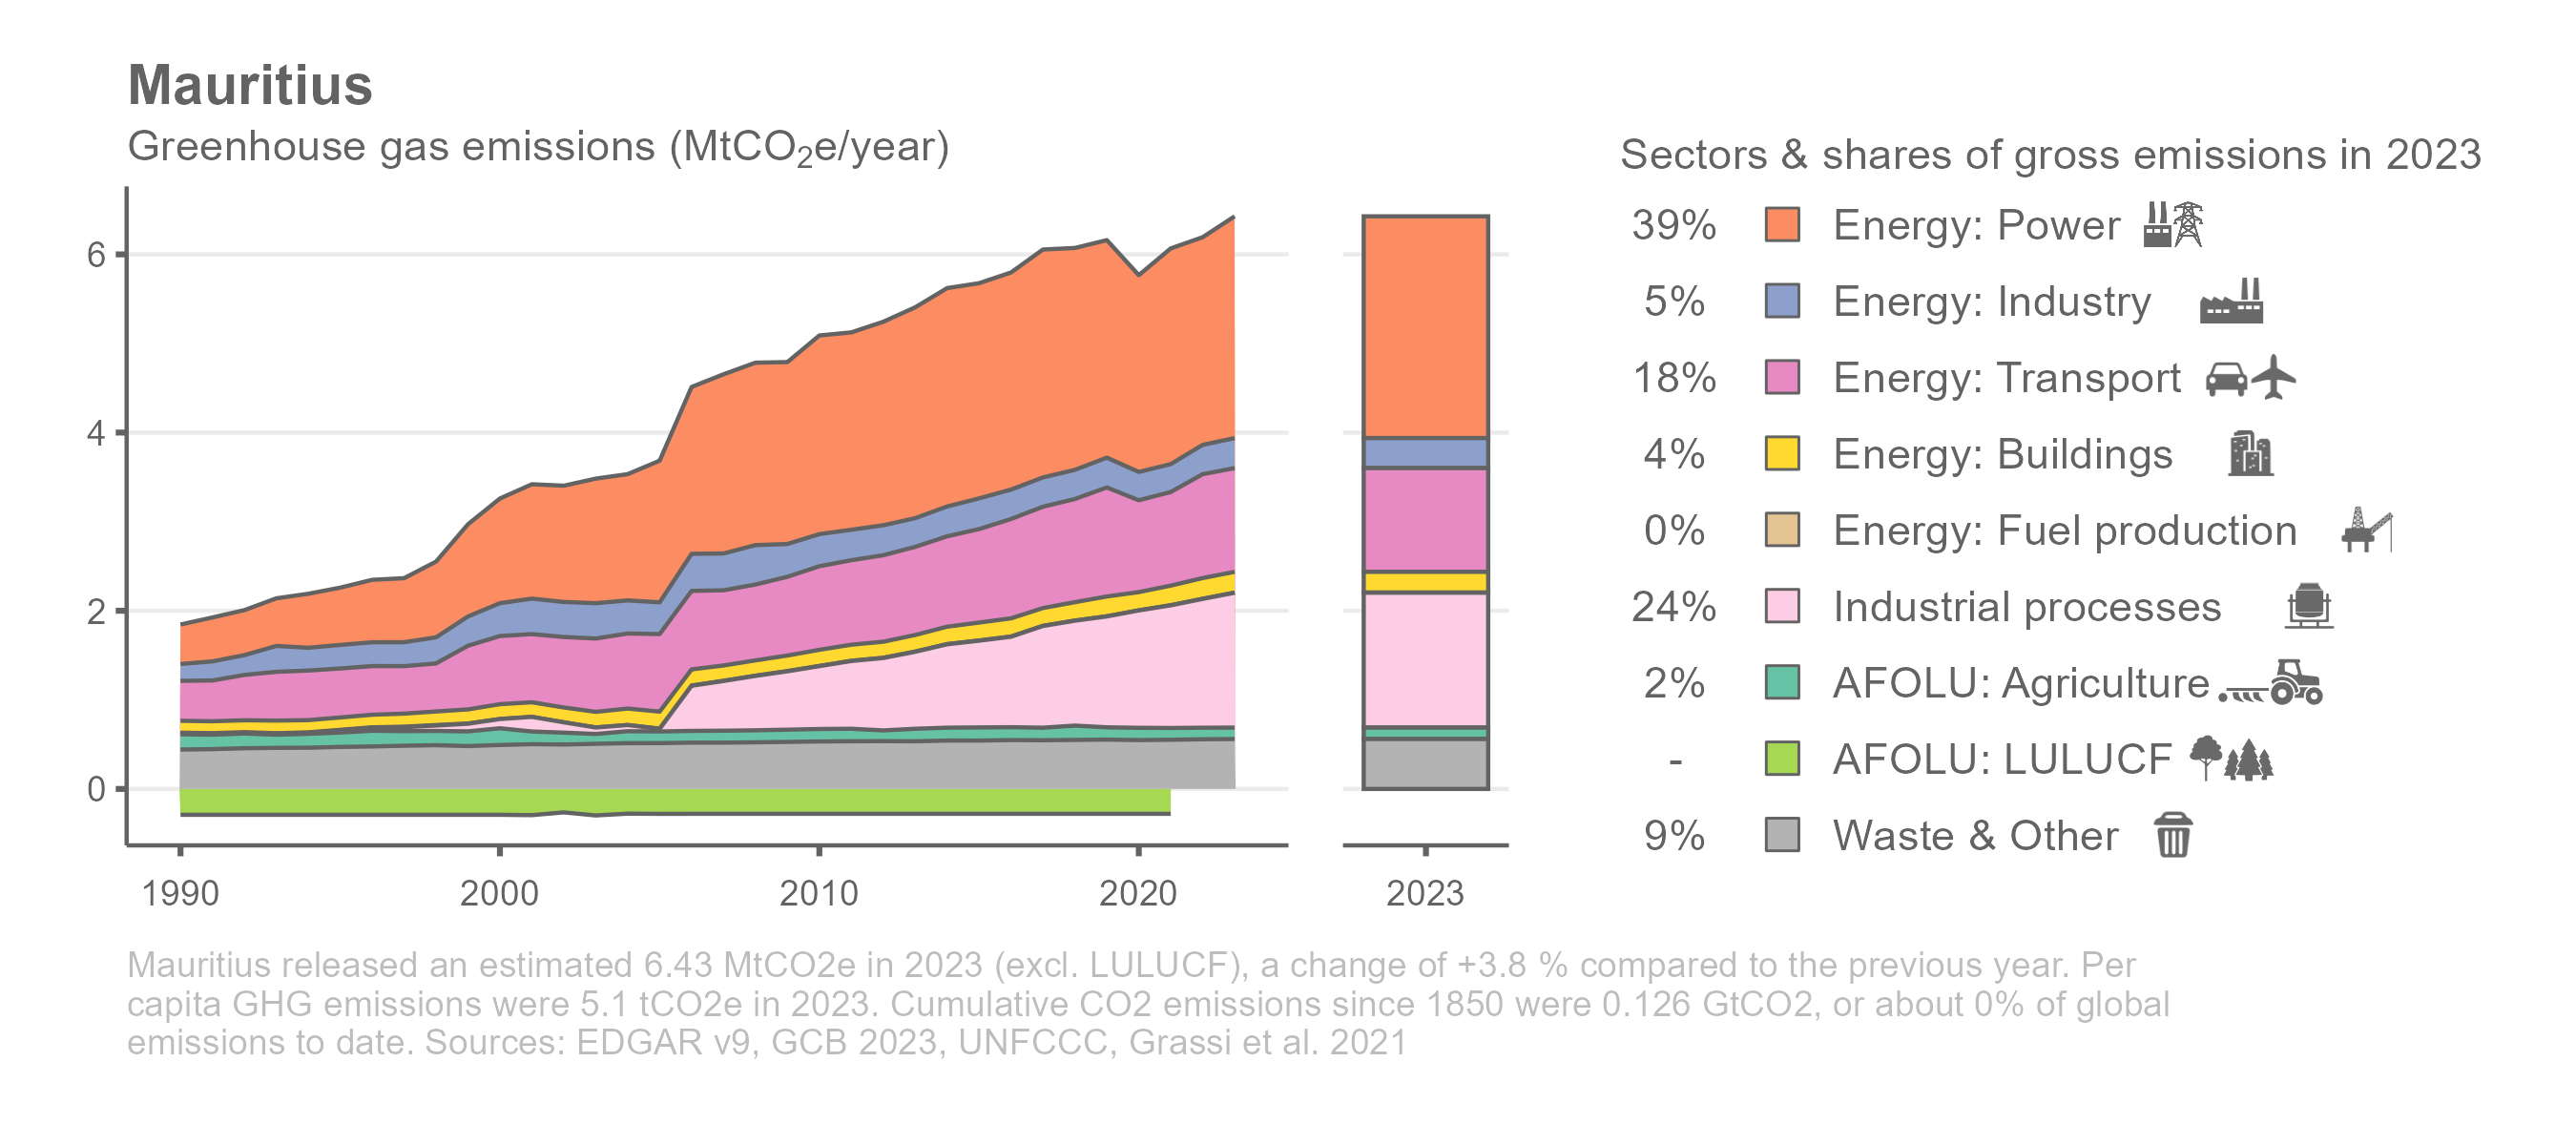 Mauritius
Greenhouse gas emissions (MtCO₂e/year)
Sectors & shares of gross emissions in 2023
39% Energy: Power
5% Energy: Industry
18% Energy: Transport
4% Energy: Buildings
0% Energy: Fuel production
24% Industrial processes
2% AFOLU: Agriculture
- AFOLU: LULUCF
9% Waste & Other
6
4
2
0
1990 2000 2010 2020 2023
Mauritius released an estimated 6.43 MtCO2e in 2023 (excl. LULUCF), a change of +3.8 % compared to the previous year. Per
capita GHG emissions were 5.1 tCO2e in 2023. Cumulative CO2 emissions since 1850 were 0.126 GtCO2, or about 0% of global
emissions to date. Sources: EDGAR v9, GCB 2023, UNFCCC, Grassi et al. 2021